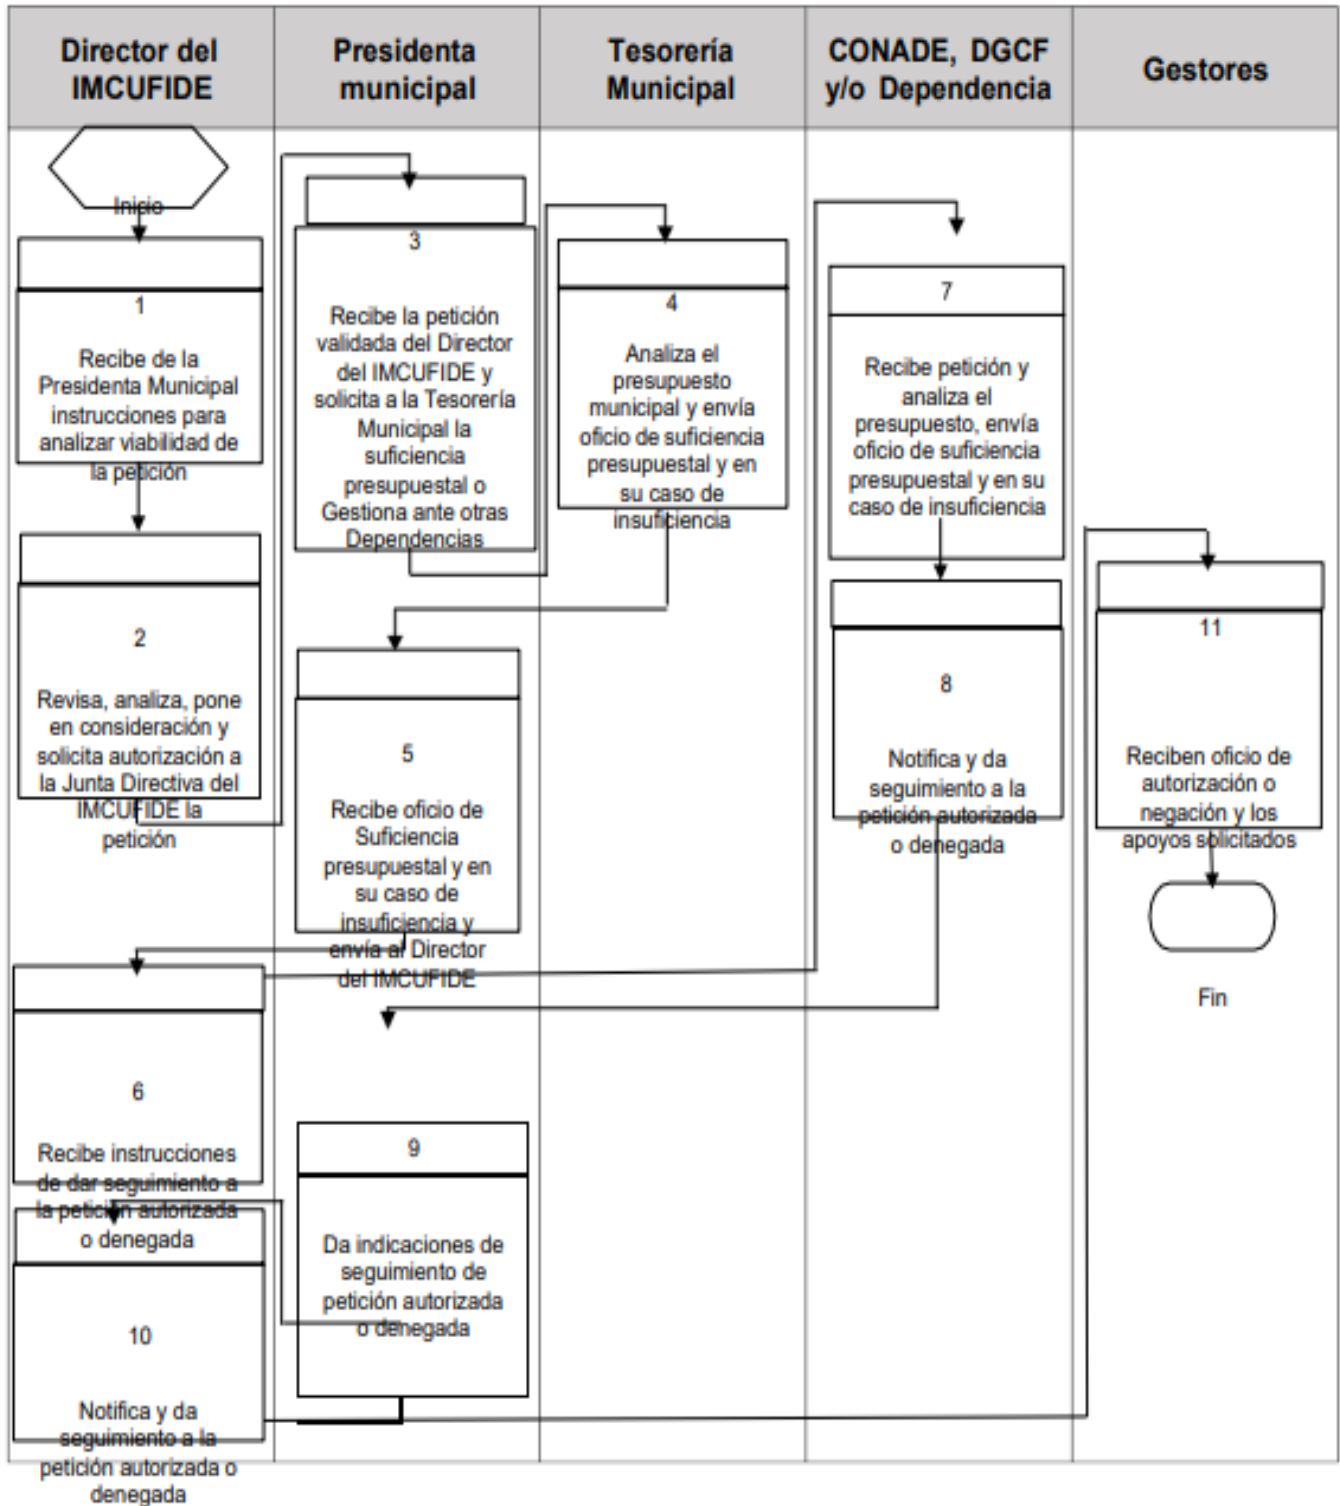 Director del
IMCUFIDE
Presidenta
municipal
Tesorería
Municipal
CONADE, DGCF
y/o Dependencia
Gestores
Inicio
1
Recibe de la
Presidenta Municipal
instrucciones para
analizar viabilidad de
la petición
2
Revisa, analiza, pone
en consideración y
solicita autorización a
la Junta Directiva del
IMCUFIDE la
petición
3
Recibe la petición
validada del Director
del IMCUFIDE y
solicita a la Tesorería
Municipal la
suficiencia
presupuestal o
Gestiona ante otras
Dependencias
4
Analiza el
presupuesto
municipal y envía
oficio de suficiencia
presupuestal y en
su caso de
insuficiencia
5
Recibe oficio de
Suficiencia
presupuestal y en
su caso de
insuficiencia y
envía al Director
del IMCUFIDE
6
Recibe instrucciones
de dar seguimiento a
la petición autorizada
o denegada
7
Recibe petición y
analiza el
presupuesto, envía
oficio de suficiencia
presupuestal y en su
caso de insuficiencia
8
Notifica y da
seguimiento a la
petición autorizada
o denegada
9
Da indicaciones de
seguimiento de
petición autorizada
o denegada
10
Notifica y da
seguimiento a la
petición autorizada o
denegada
11
Reciben oficio de
autorización o
negación y los
apoyos solicitados
Fin